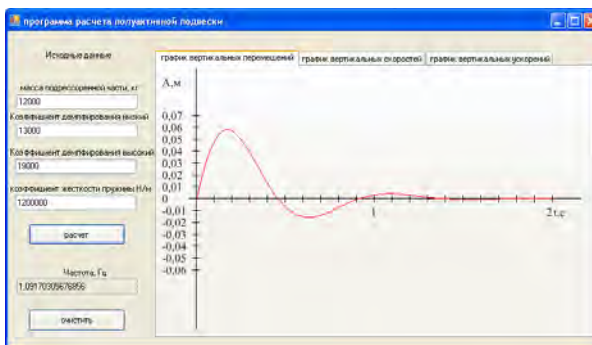 программа расчета полуактивной подвески
Исходные данные
масса подрессоренной части, кг
12000
Коэффициент демпфирования низкий
13000
Коэффициент демпфирования высокий
19000
коэффициент жесткости пружины Н/м
1200000
расчет
Частота, Гц
1,09170309676856
очистить
график вертикальных перемещений
график вертикальных скоростей
график вертикальных ускорений
А,м
0,07
0,06
0,05
0,04
0,03
0,02
0,01
0
-0,01
-0,02
-0,03
-0,04
-0,05
-0,06
1
2 t,c